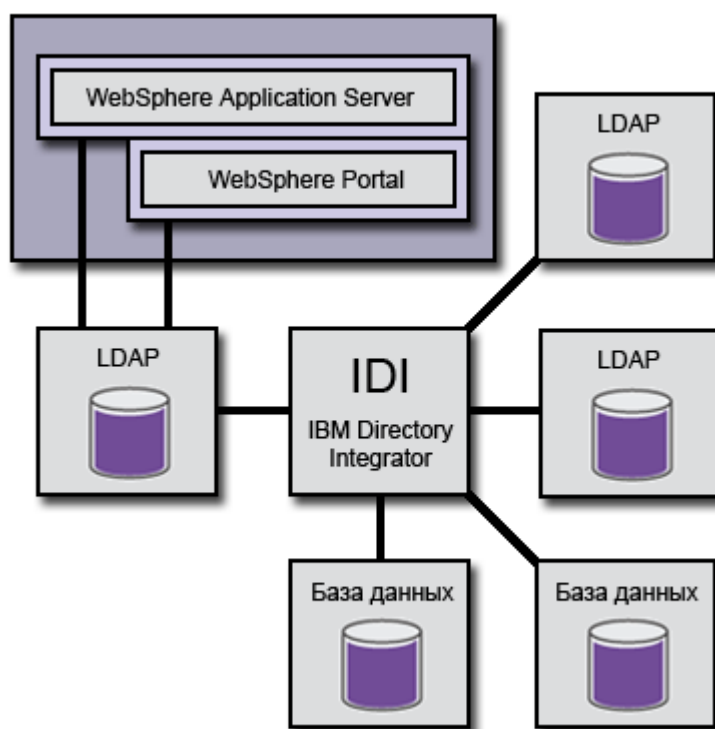 WebSphere Application Server
WebSphere Portal
LDAP
LDAP
IDI
IBM Directory
Integrator
LDAP
База данных
База данных